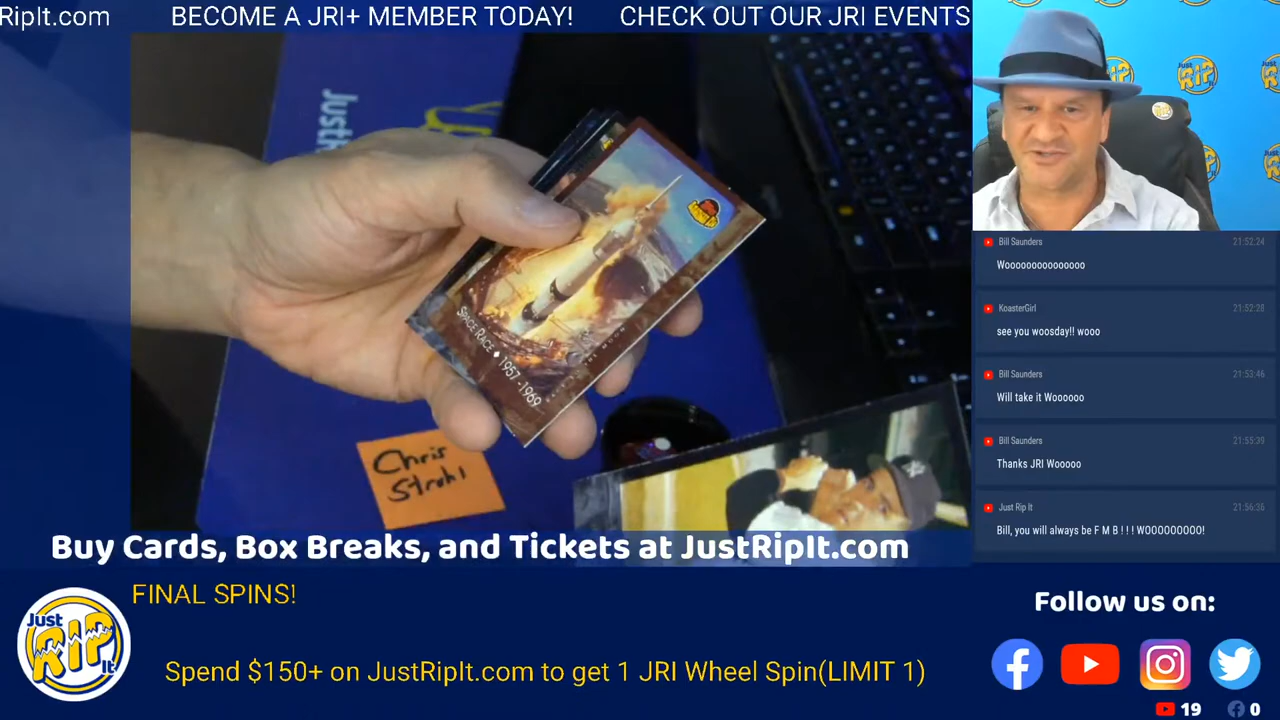 RipIt.com BECOME A JRI+ MEMBER TODAY! CHECK OUT OUR JRI EVENTS
Just
SPACE RACE ◆ 1957-1969
Chris
Strohl
Bill Saunders 21:52:24
Wooooooooooooooo
KoasterGirl 21:52:28
see you woosday!! wooo
Bill Saunders 21:53:46
Will take it Woooooo
Bill Saunders 21:55:39
Thanks JRI Wooooo
Just Rip It 21:56:36
Bill, you will always be F M B ! ! ! WOOOOOOOOO!
Buy Cards, Box Breaks, and Tickets at JustRipIt.com
FINAL SPINS!
Spend $150+ on JustRipIt.com to get 1 JRI Wheel Spin(LIMIT 1)
Just
RIP
It
Follow us on:
19 0